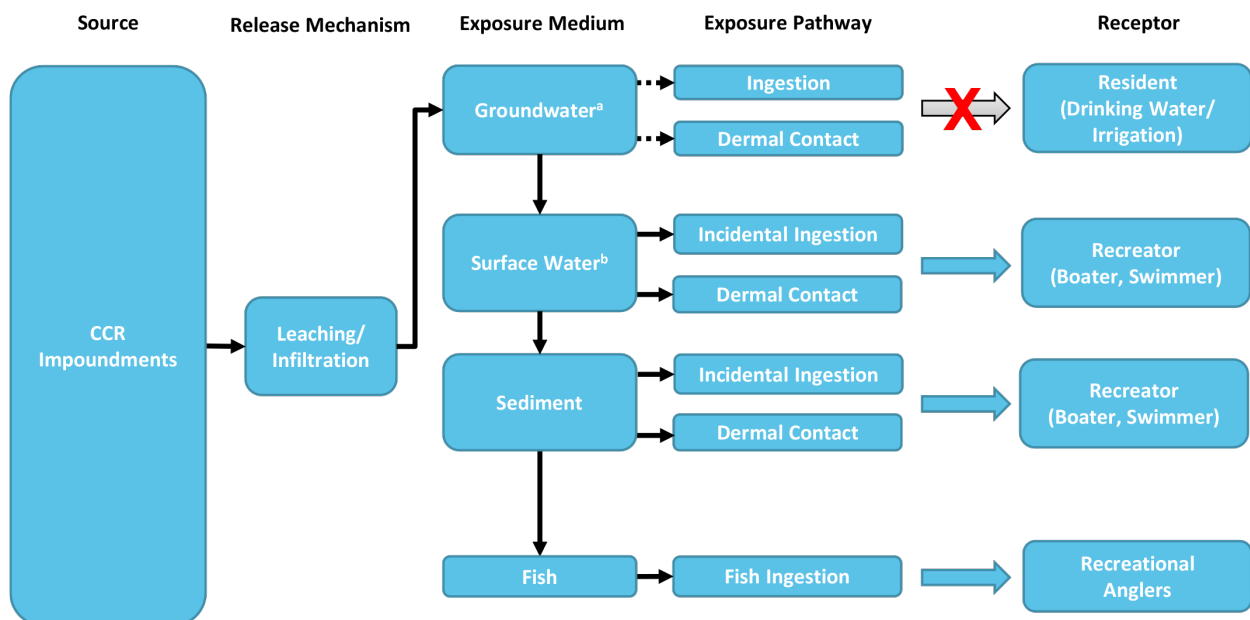 Source
Release Mechanism
Exposure Medium
Exposure Pathway
Receptor
CCR
Impoundments
Leaching/
Infiltration
Groundwaterᵃ
Ingestion
Dermal Contact
X
Resident
(Drinking Water/
Irrigation)
Surface Waterᵇ
Incidental Ingestion
Dermal Contact
Recreator
(Boater, Swimmer)
Sediment
Incidental Ingestion
Dermal Contact
Recreator
(Boater, Swimmer)
Fish
Fish Ingestion
Recreational
Anglers